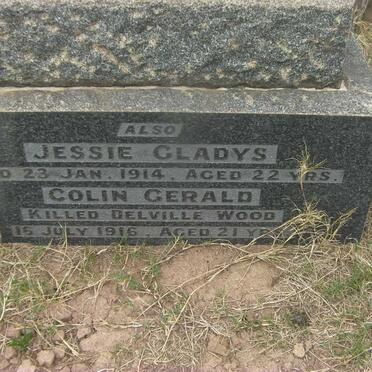 ALSO
JESSIE GLADYS
D 23 JAN. 1914. AGED 22 YRS.
COLIN GERALD
KILLED DELVILLE WOOD
15 JULY 1916. AGED 21